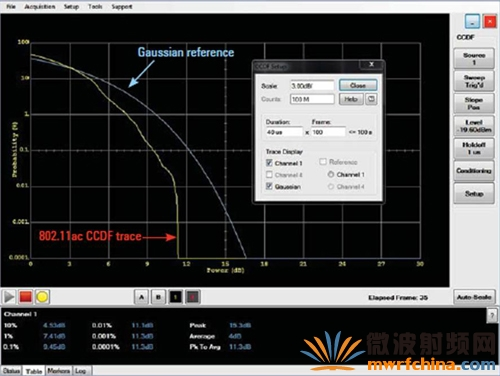 File Acquisition Setup Tools Support
CCDF
Source
1
Sweep
Trig'd
Slope
Pos
Level
-19.60dBm
Holdoff
1 us
Conditioning
Setup
Auto-Scale
Gaussian reference
802.11ac CCDF trace
Probability (%)
100
10
1
0.1
0.01
0.001
0.0001
0 3 6 9 12 15 18 21 24 27 30
Power (dB)
CCDF Setup
Scale: 3.00dB/ Close
Counts: 100 M Help
Duration: Frame:
40 us x 100 <= 100 s
Trace Display
Channel 1 Reference
Channel 4 Channel 1
Gaussian Channel 4
A B 1
Elapsed Frame: 35
Channel 1
10% 4.53dB 0.01% 11.3dB Peak 15.3dB
1% 7.41dB 0.001% 11.3dB Average 4dB
0.1% 9.45dB 0.0001% 11.3dB Pk To Avg 11.3dB
Status Table Markers Log
微波射频网
mwrfchina.com